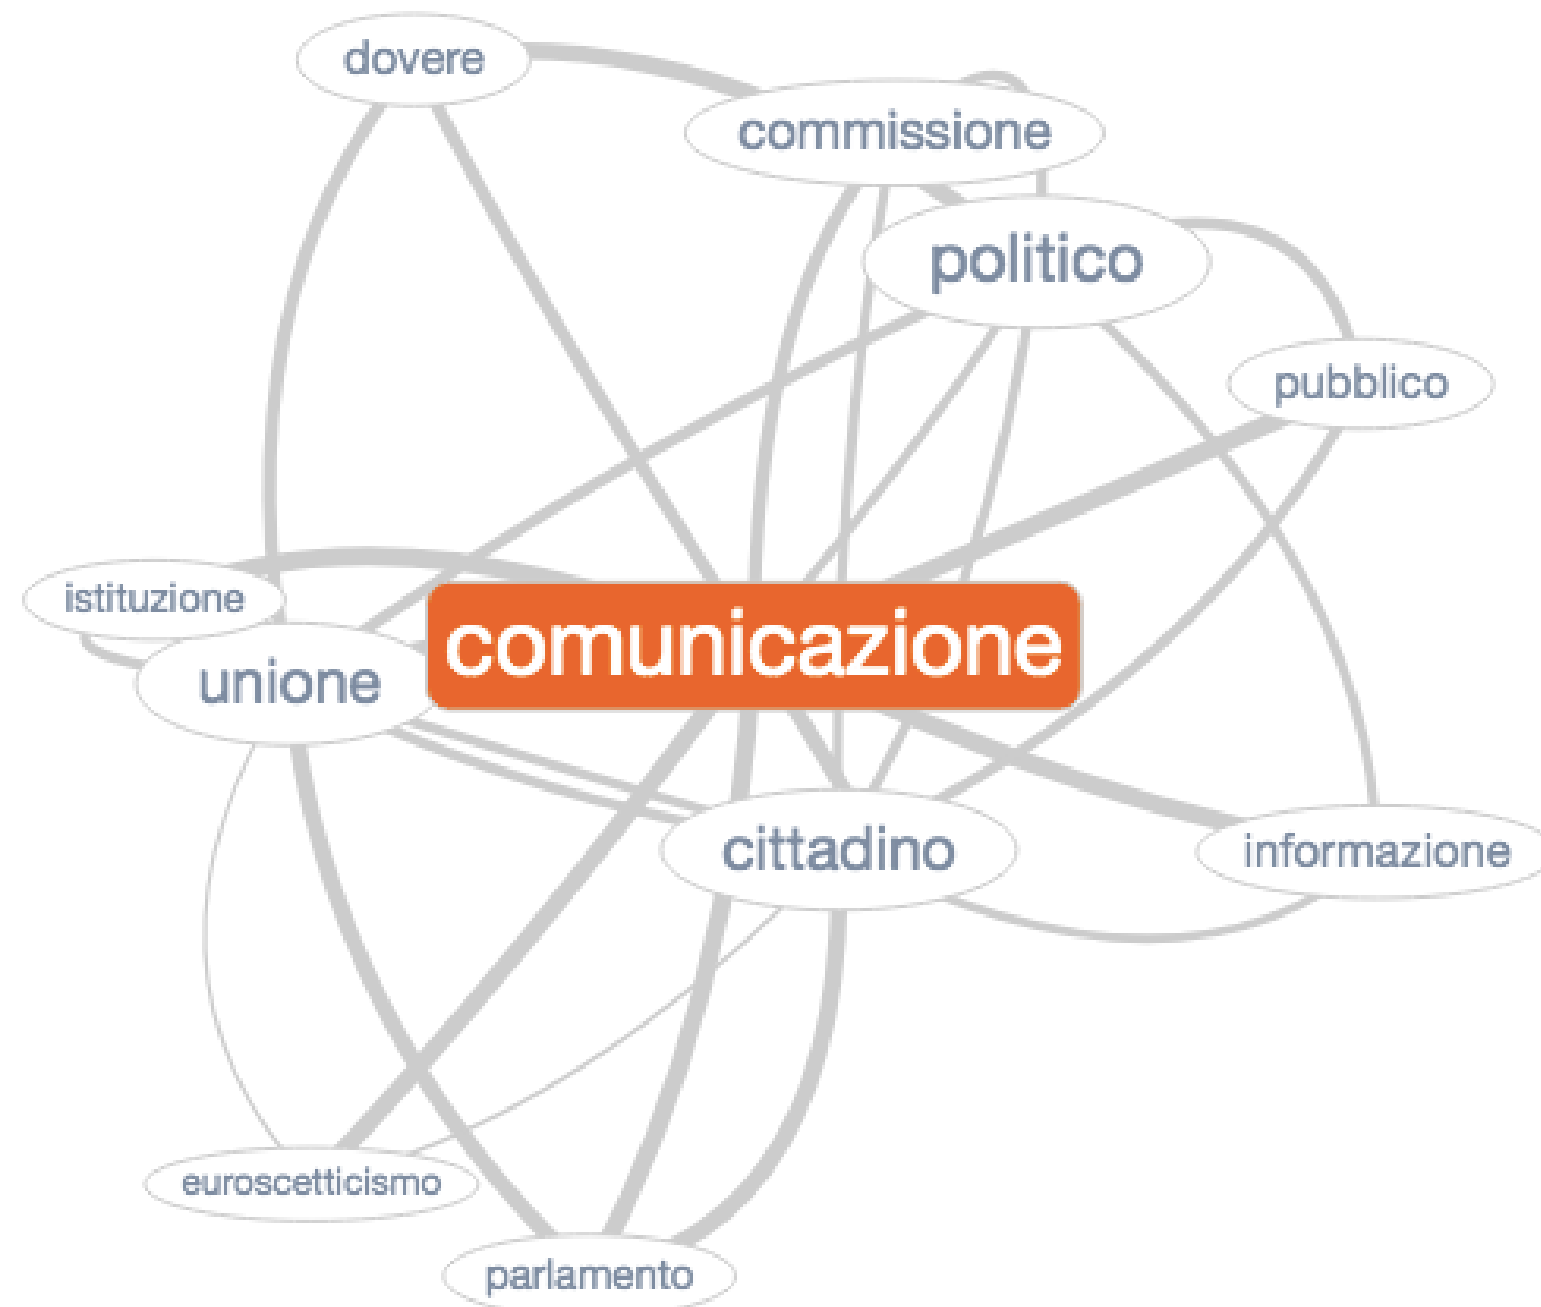 dovere
commissione
politico
pubblico
istituzione
comunicazione
unione
cittadino
informazione
euroscetticismo
parlamento